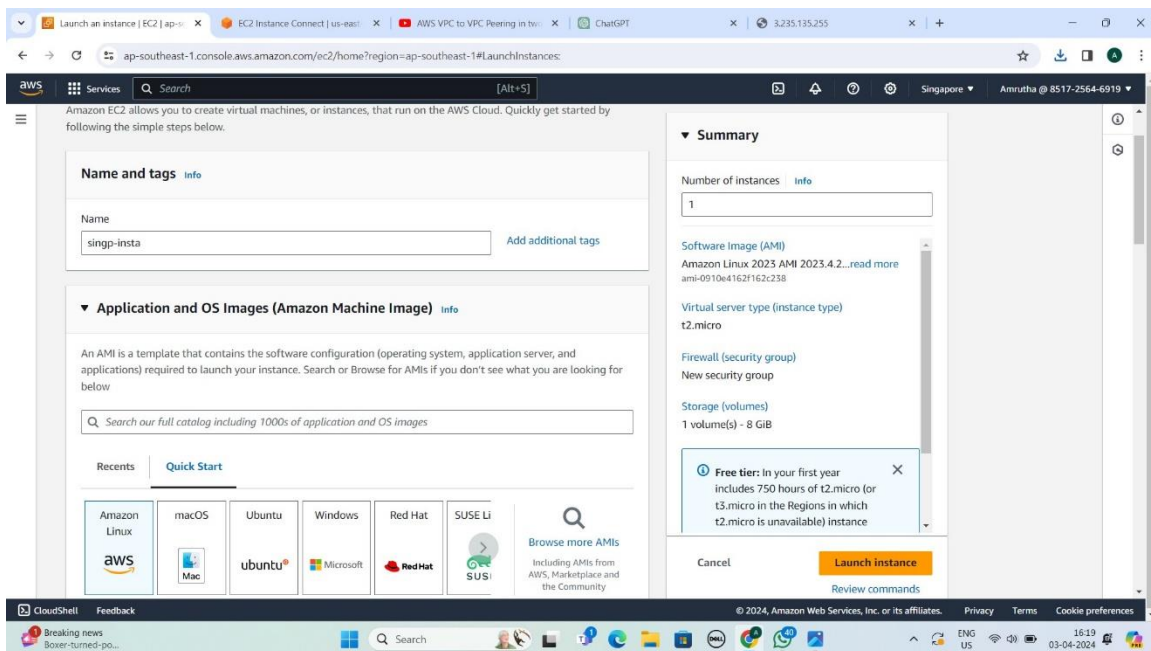 Launch an instance | EC2 | ap-s
EC2 Instance Connect | us-east
AWS VPC to VPC Peering in tw
ChatGPT
3.235.135.255
ap-southeast-1.console.aws.amazon.com/ec2/home?region=ap-southeast-1#LaunchInstances:
A
aws
Services
Search
[Alt+S]
Singapore
Amrutha @ 8517-2564-6919
Amazon EC2 allows you to create virtual machines, or instances, that run on the AWS Cloud. Quickly get started by
following the simple steps below.
Name and tags Info
Name
singp-insta
Add additional tags
Application and OS Images (Amazon Machine Image) Info
An AMI is a template that contains the software configuration (operating system, application server, and
applications) required to launch your instance. Search or Browse for AMIs if you don't see what you are looking for
below
Search our full catalog including 1000s of application and OS images
Recents
Quick Start
Amazon
Linux
aws
macOS
Mac
Ubuntu
ubuntu
Windows
Microsoft
Red Hat
Red Hat
SUSE Li
SUS
Browse more AMIs
Including AMIs from
AWS, Marketplace and
the Community
Summary
Number of instances Info
1
Software Image (AMI)
Amazon Linux 2023 AMI 2023.4.2...read more
ami-0910e4162f162c238
Virtual server type (instance type)
t2.micro
Firewall (security group)
New security group
Storage (volumes)
1 volume(s) - 8 GiB
Free tier: In your first year
includes 750 hours of t2.micro (or
t3.micro in the Regions in which
t2.micro is unavailable) instance
Cancel
Launch instance
Review commands
CloudShell
Feedback
© 2024, Amazon Web Services, Inc. or its affiliates.
Privacy
Terms
Cookie preferences
Breaking news
Boxer-turned-po...
Search
DELL
40
ENG
US
16:19
03-04-2024